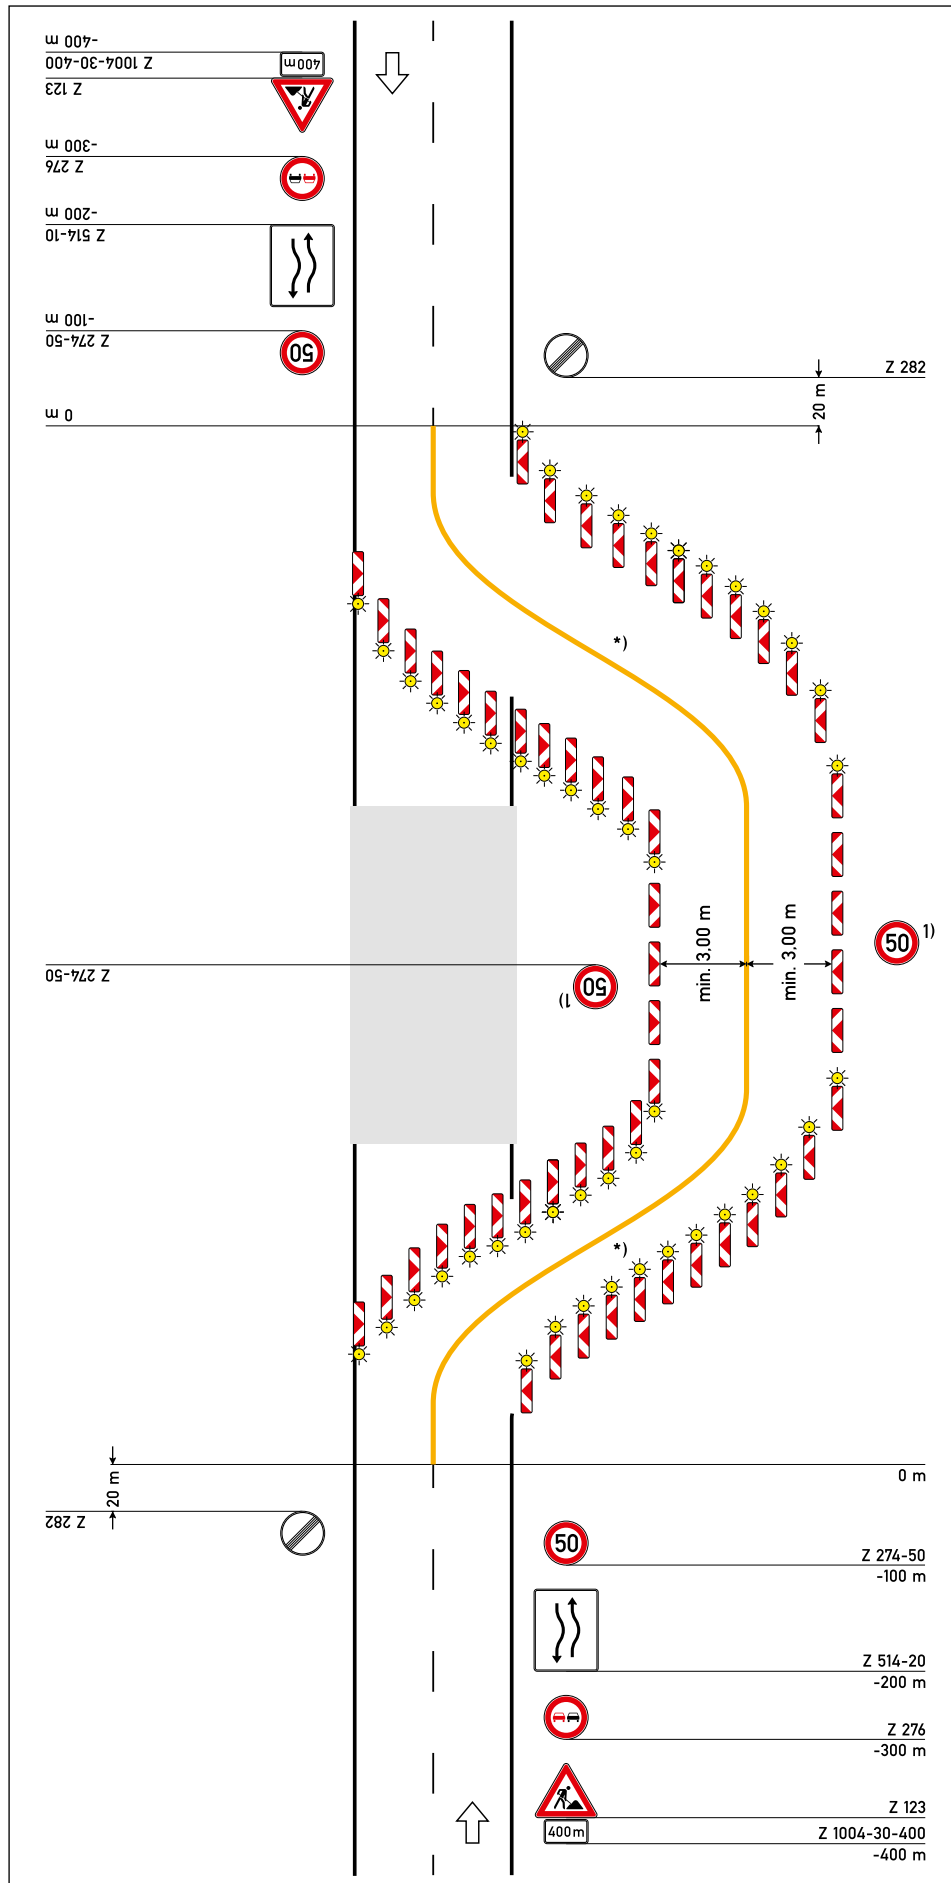 -400 m
Z 1004-30-400
400 m
Z 123
-300 m
Z 276
-200 m
Z 514-10
-100 m
Z 274-50
50
Z 282
20 m
0 m
*)
min. 3,00 m
min. 3,00 m
50 1)
Z 274-50
50
1)
*)
0 m
20 m
Z 282
50
Z 274-50
-100 m
Z 514-20
-200 m
Z 276
-300 m
Z 123
400 m
Z 1004-30-400
-400 m